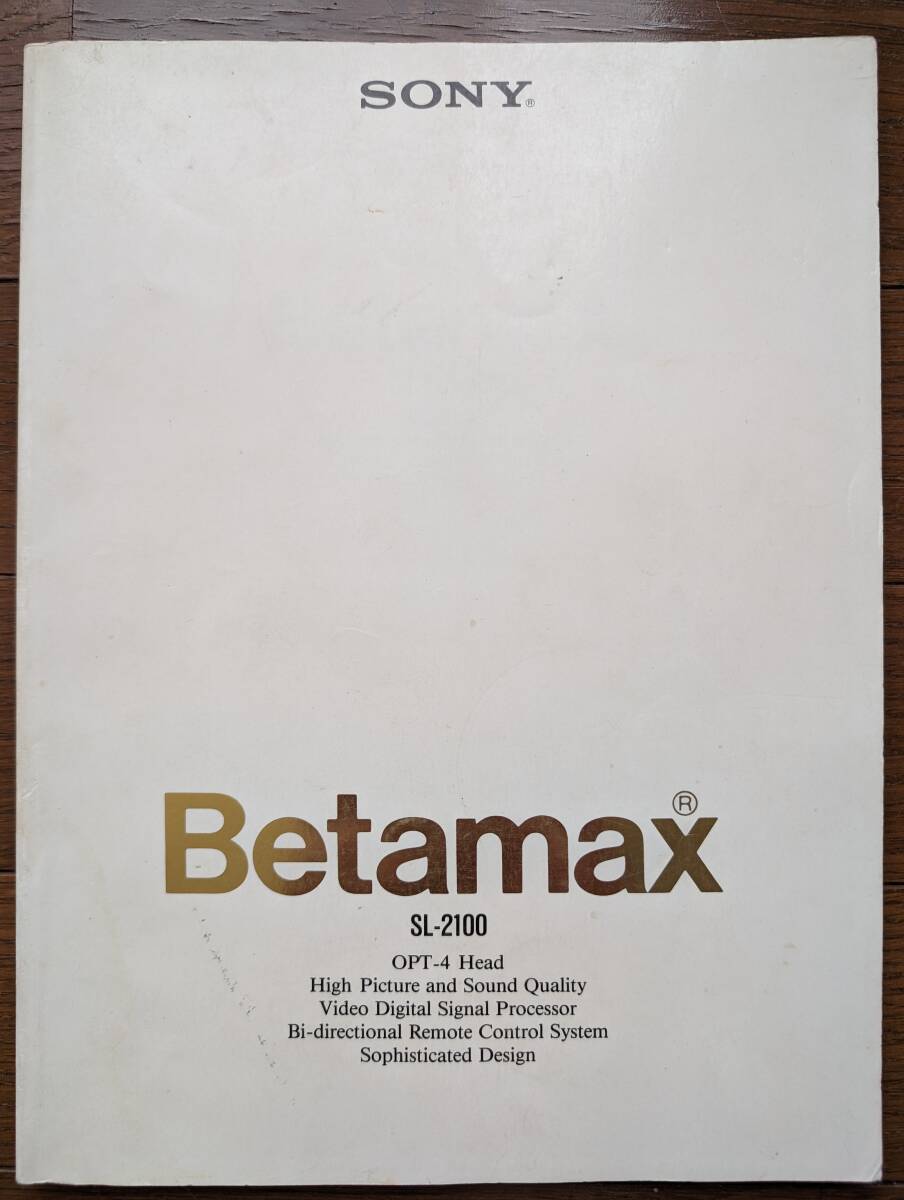 SONY®
Betamax®
SL-2100
OPT-4 Head
High Picture and Sound Quality
Video Digital Signal Processor
Bi-directional Remote Control System
Sophisticated Design